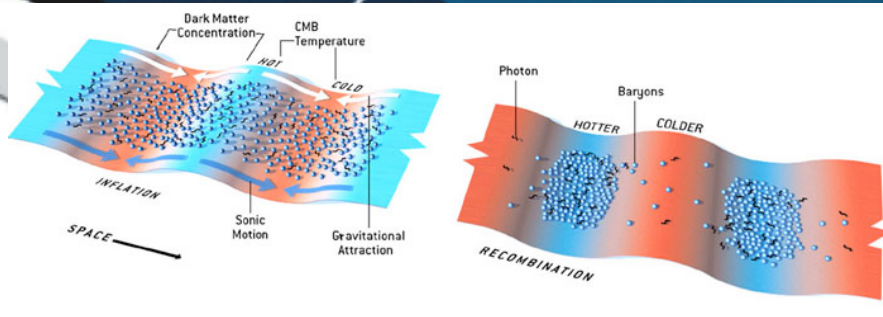 Dark Matter
Concentration
CMB
Temperature
HOT
COLD
INFLATION
SPACE
Sonic
Motion
Gravitational
Attraction
Photon
Baryons
HOTTER
COLDER
RECOMBINATION